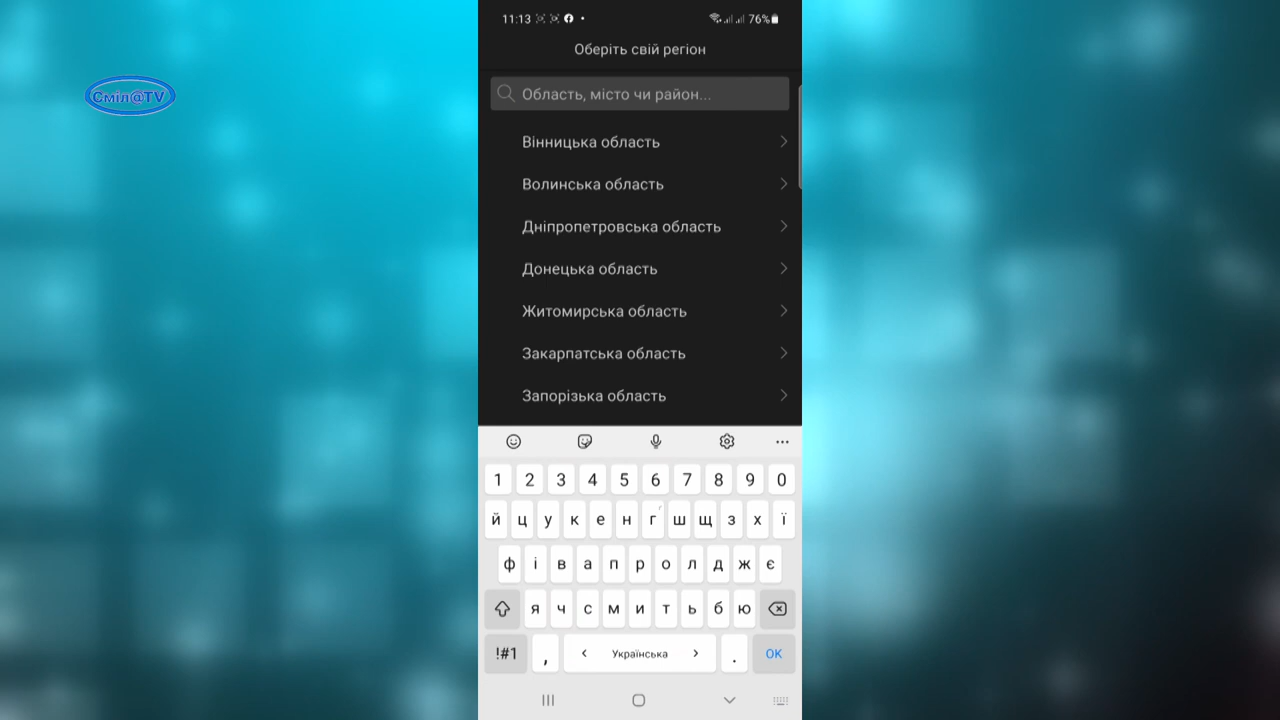 11:13
76%
Оберіть свій регіон
Сміл@TV
Область, місто чи район...
Вінницька область
Волинська область
Дніпропетровська область
Донецька область
Житомирська область
Закарпатська область
Запорізька область
1 2 3 4 5 6 7 8 9 0
й ц у к е н г ш щ з х ї
ф і в а п р о л д ж є
я ч с м и т ь б ю
!#1 , < Українська > . OK